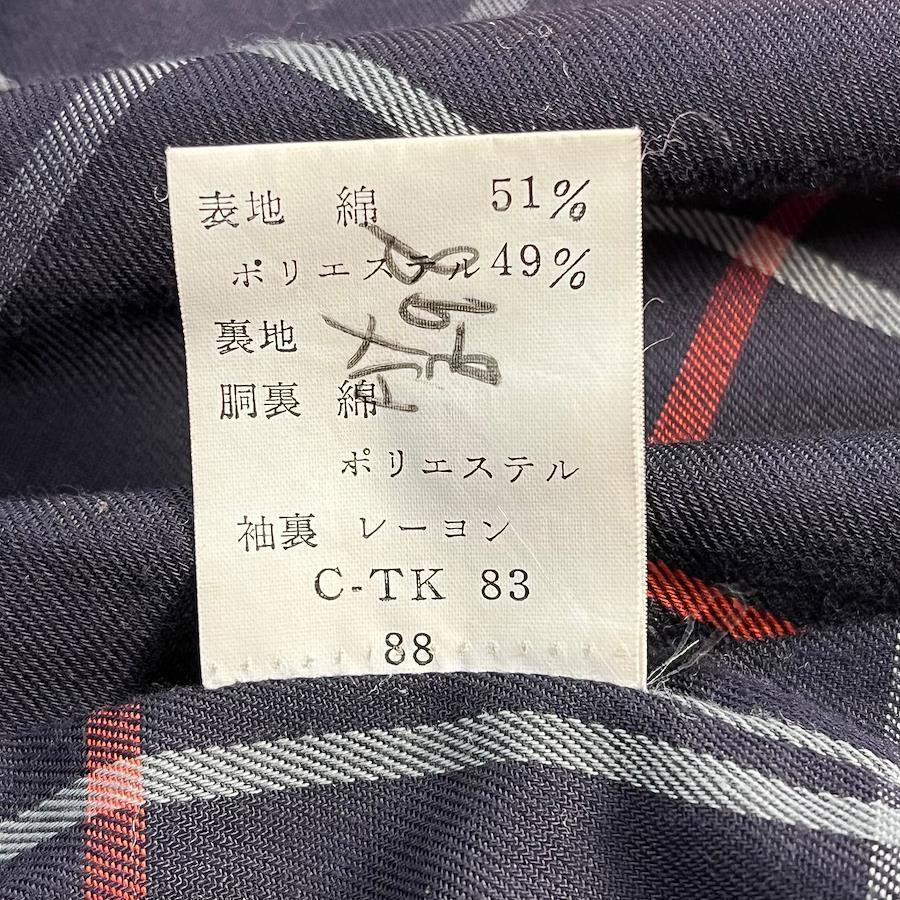 表地 綿 51%
ポリエステル 49%
裏地
胴裏 綿
ポリエステル
袖裏 レーヨン
C-TK 83
88